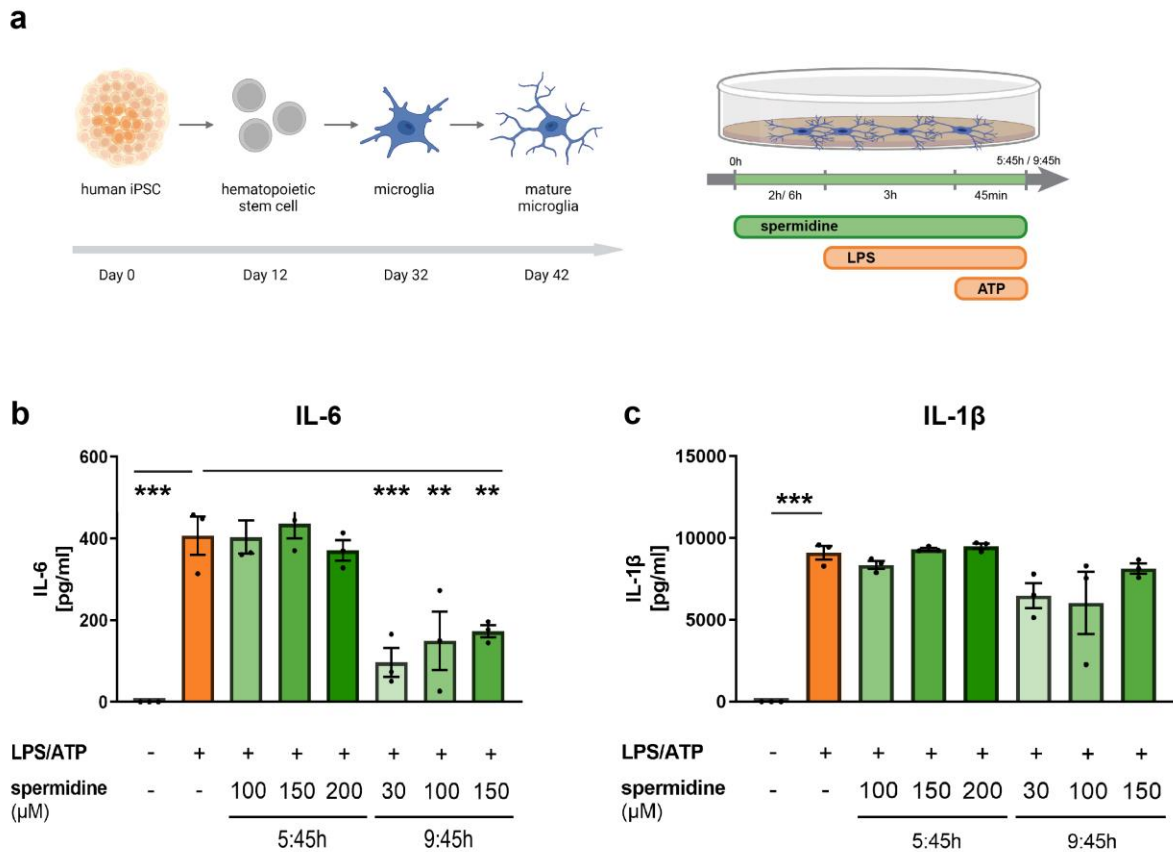 a
human iPSC
hematopoietic
stem cell
microglia
mature
microglia
Day 0
Day 12
Day 32
Day 42
0h
5:45h / 9:45h
2h/ 6h
3h
45min
spermidine
LPS
ATP
b
IL-6
600
400
200
0
IL-6
[pg/ml]
*** *** ** **
LPS/ATP - + + + + + + +
spermidine - - 100 150 200 30 100 150
(µM)
5:45h 9:45h
c
IL-1β
15000
10000
5000
0
IL-1β
[pg/ml]
***
LPS/ATP - + + + + + + +
spermidine - - 100 150 200 30 100 150
(µM)
5:45h 9:45h